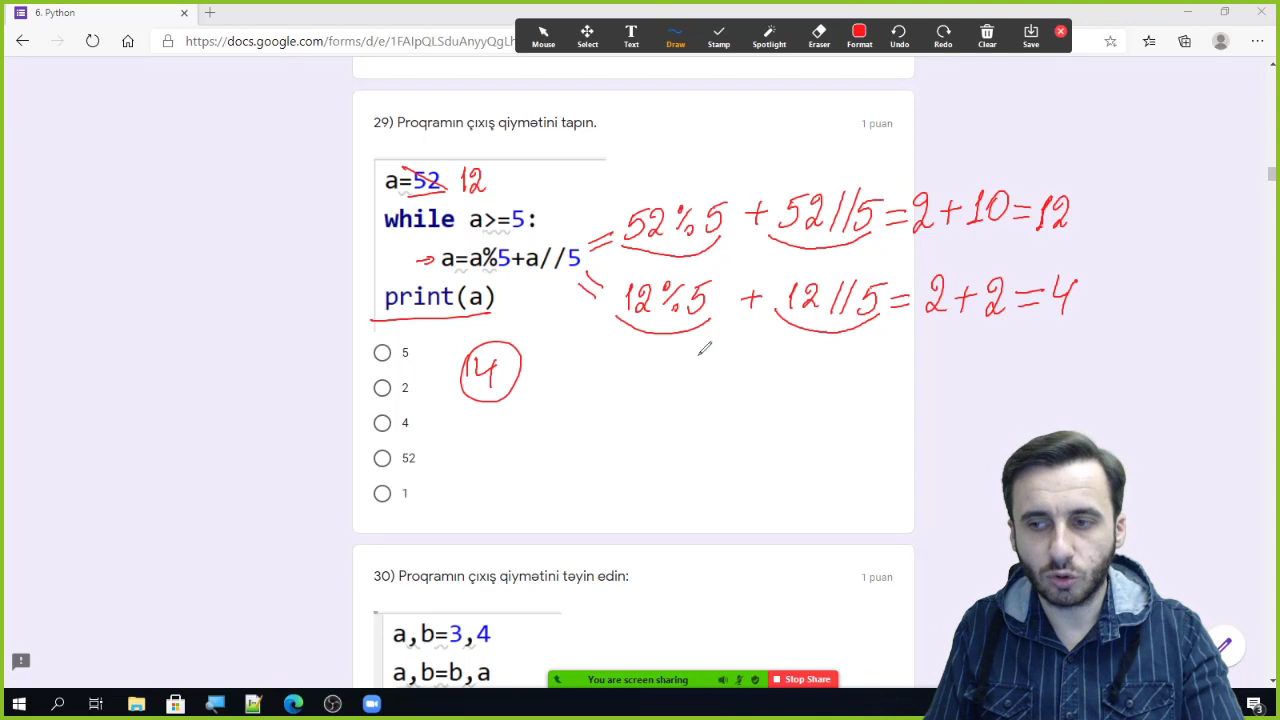 6. Python
https://docs.google.com/forms/d/e/1FAIpQLSduAnyyQgLh
Mouse Select Text Draw Stamp Spotlight Eraser Format Undo Redo Clear Save
29) Proqramın çıxış qiymətini tapın.
1 puan
a=52 12
while a>=5:
= 52%5 + 52//5 = 2 + 10 = 12
a=a%5+a//5
= 12%5 + 12//5 = 2 + 2 = 4
print(a)
5
2
4
52
1
30) Proqramın çıxış qiymətini təyin edin:
1 puan
a,b=3,4
a,b=b,a
You are screen sharing
Stop Share
3